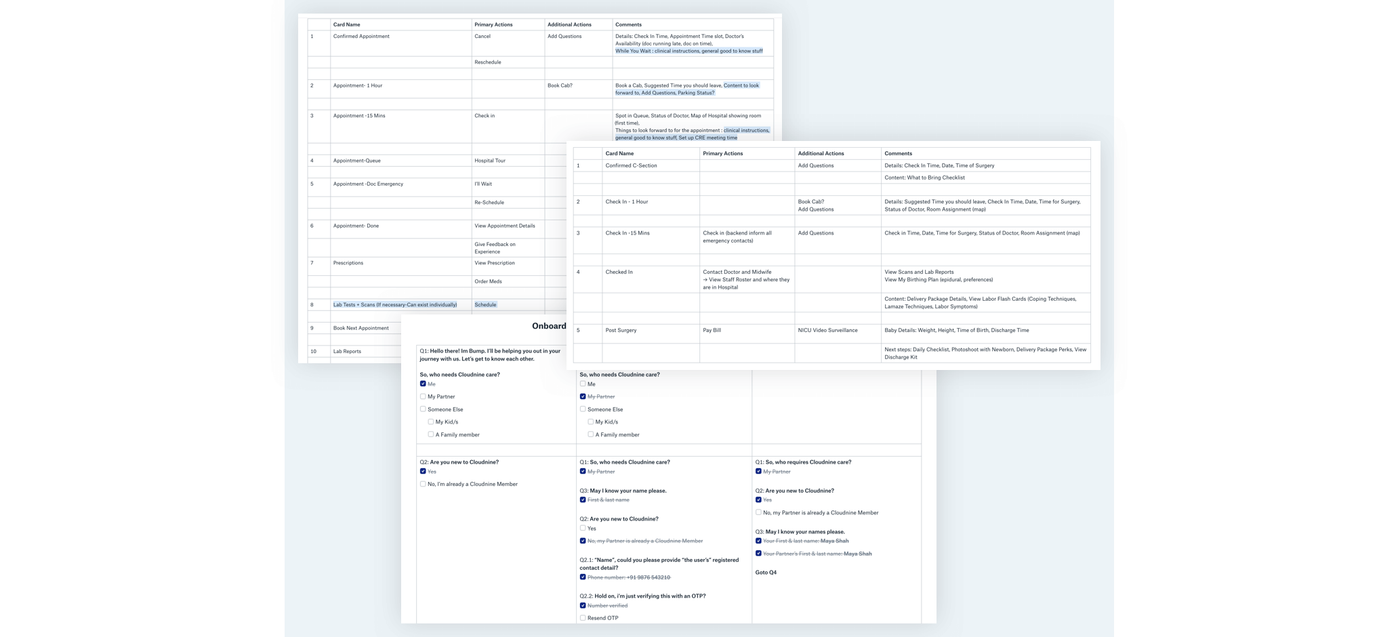 Card Name Primary Actions Additional Actions Comments
1 Confirmed Appointment Cancel Add Questions Details: Check In Time, Appointment Time slot, Doctor's
Availability (doc running late, doc on time).
While You Wait : clinical instructions, general good to know stuff
Reschedule
2 Appointment- 1 Hour Book Cab? Book a Cab, Suggested Time you should leave, Content to look
forward to, Add Questions, Parking Status?
3 Appointment -15 Mins Check in Spot in Queue, Status of Doctor, Map of Hospital showing room
(first time),
Things to look forward to for the appointment : clinical instructions,
general good to know stuff, Set up CRE meeting time
4 Appointment-Queue Hospital Tour
5 Appointment -Doc Emergency I'll Wait
Re-Schedule
6 Appointment- Done View Appointment Details
Give Feedback on
Experience
7 Prescriptions View Prescription
Order Meds
8 Lab Tests + Scans (If necessary-Can exist individually) Schedule
9 Book Next Appointment
10 Lab Reports
Card Name Primary Actions Additional Actions Comments
1 Confirmed C-Section Add Questions Details: Check In Time, Date, Time of Surgery
Content: What to Bring Checklist
2 Check In - 1 Hour Book Cab? Details: Suggested Time you should leave, Check In Time, Date, Time for Surgery,
Add Questions Status of Doctor, Room Assignment (map)
3 Check In -15 Mins Check in (backend inform all Add Questions Check in Time, Date, Time for Surgery, Status of Doctor, Room Assignment (map)
emergency contacts)
4 Checked In Contact Doctor and Midwife View Scans and Lab Reports
→ View Staff Roster and where they View My Birthing Plan (epidural, preferences)
are in Hospital
Content: Delivery Package Details, View Labor Flash Cards (Coping Techniques,
Lamaze Techniques, Labor Symptoms)
5 Post Surgery Pay Bill NICU Video Surveillance Baby Details: Weight, Height, Time of Birth, Discharge Time
Next steps: Daily Checklist, Photoshoot with Newborn, Delivery Package Perks, View
Discharge Kit
Onboard
Q1: Hello there! Im Bump. I'll be helping you out in your
journey with us. Let's get to know each other.
So, who needs Cloudnine care?
Me
My Partner
Someone Else
My Kid/s
A Family member
So, who needs Cloudnine care?
Me
My Partner
Someone Else
My Kid/s
A Family member
Q2: Are you new to Cloudnine?
Yes
No, I'm already a Cloudnine Member
Q1: So, who needs Cloudnine care?
My Partner
Q3: May I know your name please.
First & last name
Q2: Are you new to Cloudnine?
Yes
No, my Partner is already a Cloudnine Member
Q2.1: "Name", could you please provide "the user's" registered
contact detail?
Phone number: +91 9876 543210
Q2.2: Hold on, i'm just verifying this with an OTP?
Number verified
Resend OTP
Q1: So, who requires Cloudnine care?
My Partner
Q2: Are you new to Cloudnine?
Yes
No, my Partner is already a Cloudnine Member
Q3: May I know your names please.
Your First & last name: Maya Shah
Your Partner's First & last name: Maya Shah
Goto Q4